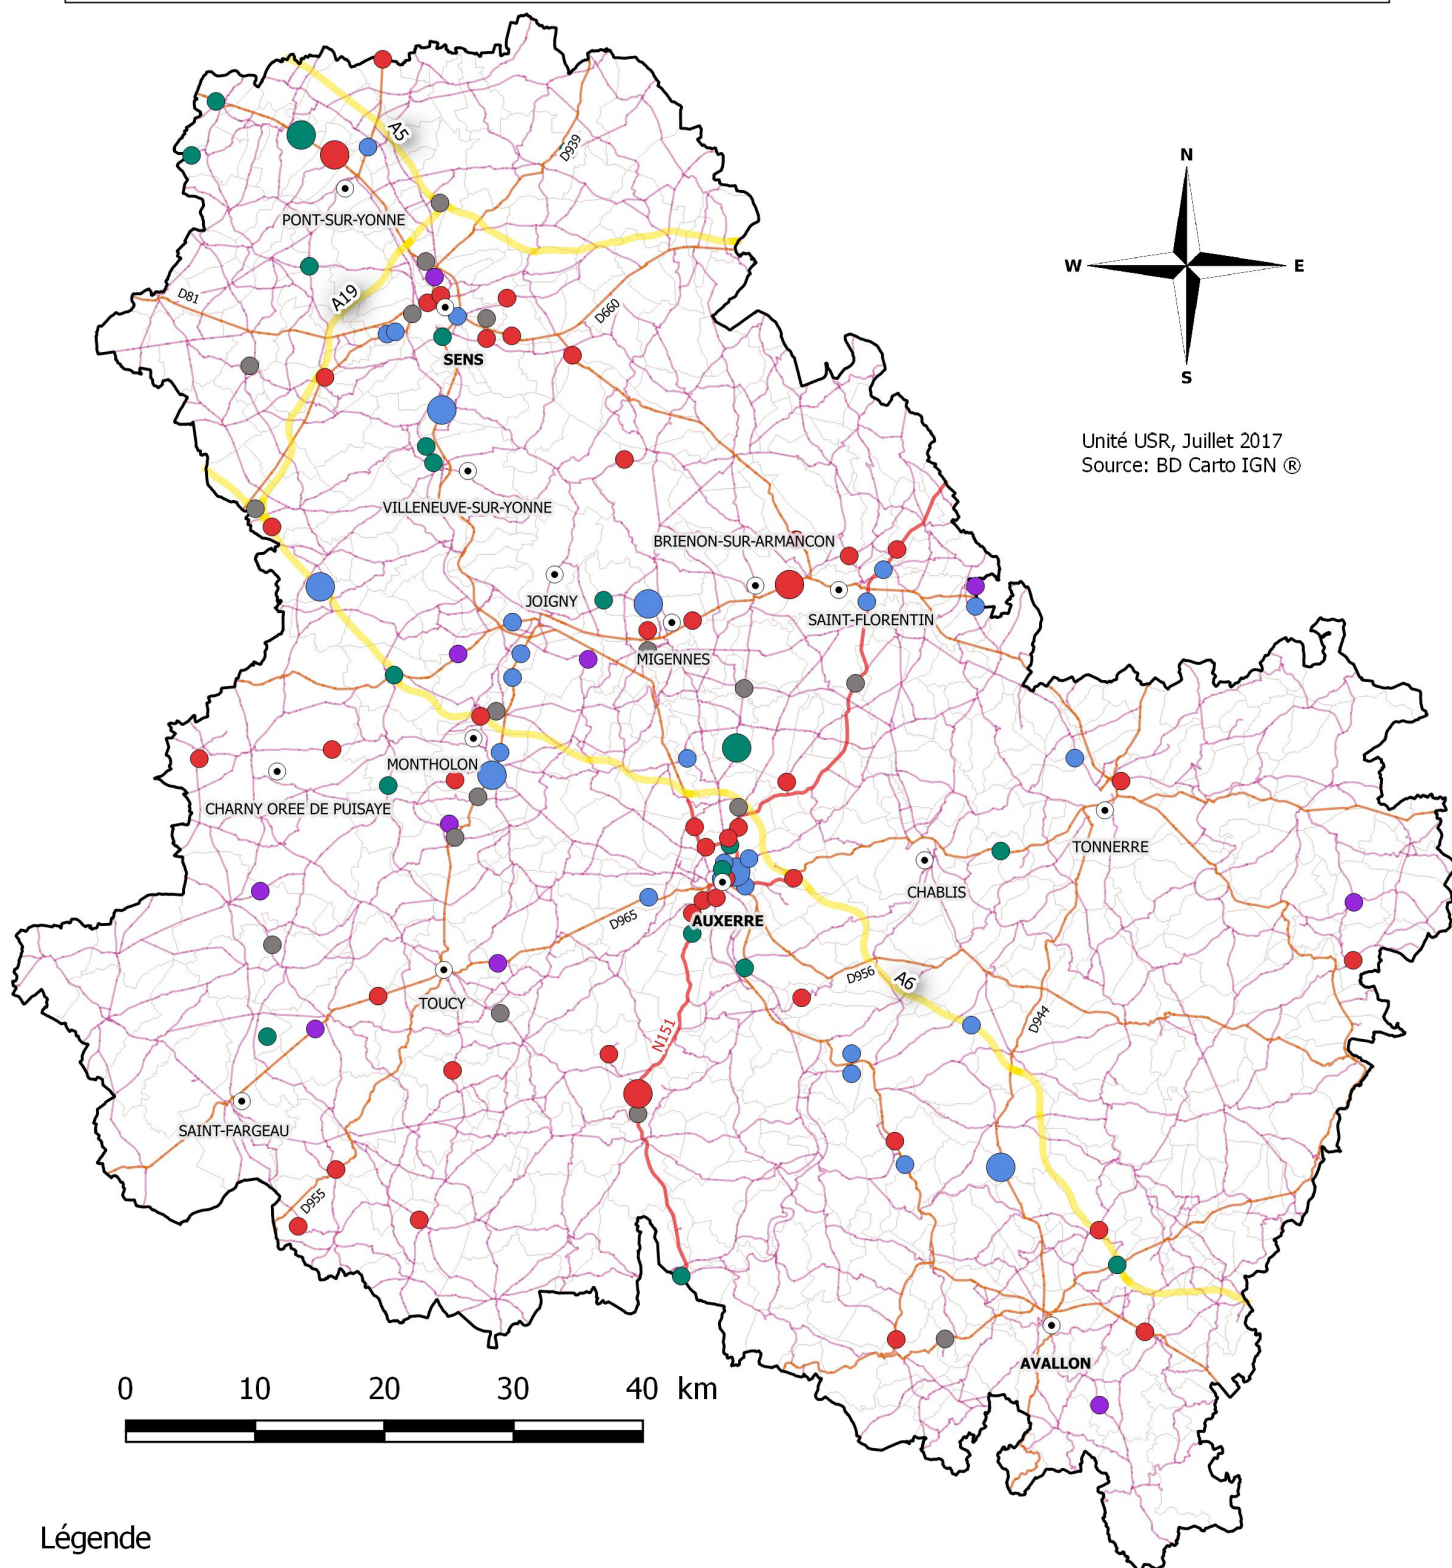 A5
D939
N
PONT-SUR-YONNE
W
E
D81
A19
D660
SENS
S
Unité USR, Juillet 2017
Source: BD Carto IGN ®
VILLENEUVE-SUR-YONNE
BRIENON-SUR-ARMANCON
JOIGNY
SAINT-FLORENTIN
MIGENNES
MONTHOLON
CHARNY OREE DE PUISAYE
TONNERRE
CHABLIS
D965
AUXERRE
D956
A6
TOUCY
D944
N151
SAINT-FARGEAU
D955
AVALLON
0 10 20 30 40 km
Légende